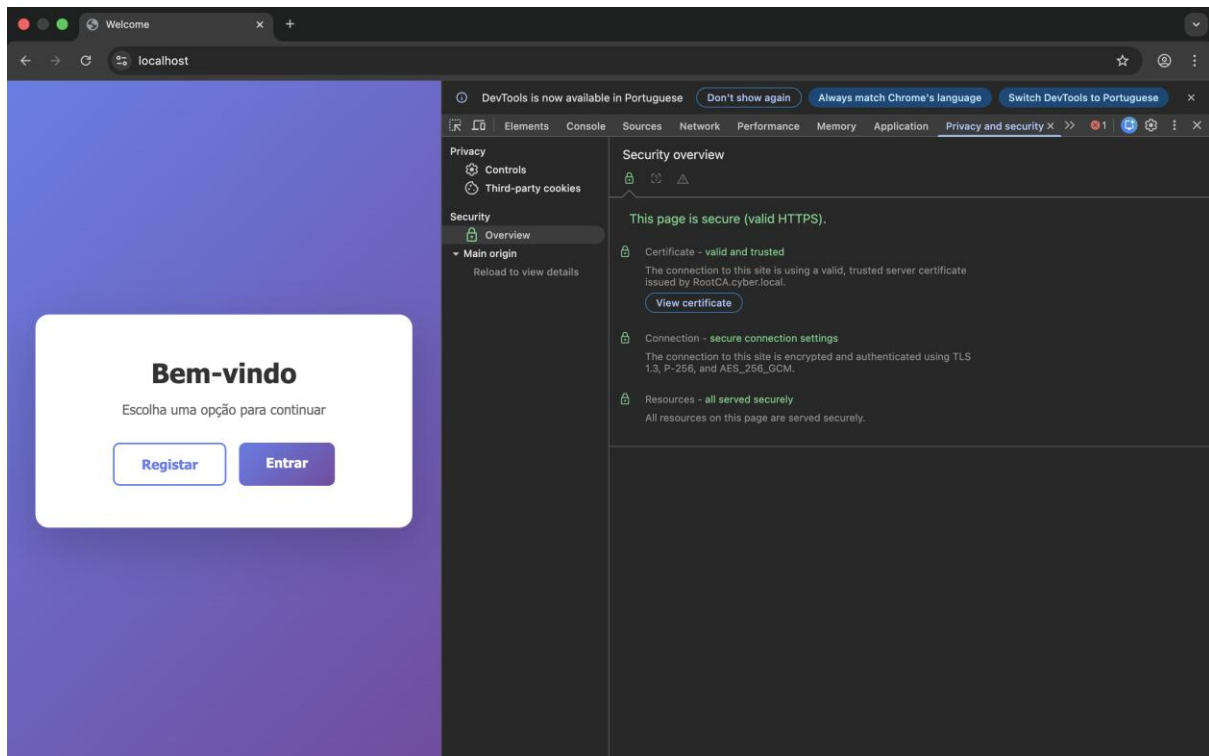 Welcome
localhost
Bem-vindo
Escolha uma opção para continuar
Registar
Entrar
DevTools is now available in Portuguese
Don't show again
Always match Chrome's language
Switch DevTools to Portuguese
Elements Console Sources Network Performance Memory Application Privacy and security 1
Privacy
Controls
Third-party cookies
Security
Overview
Main origin
Reload to view details
Security overview
This page is secure (valid HTTPS).
Certificate - valid and trusted
The connection to this site is using a valid, trusted server certificate
issued by RootCA.cyber.local.
View certificate
Connection - secure connection settings
The connection to this site is encrypted and authenticated using TLS
1.3, P-256, and AES_256_GCM.
Resources - all served securely
All resources on this page are served securely.